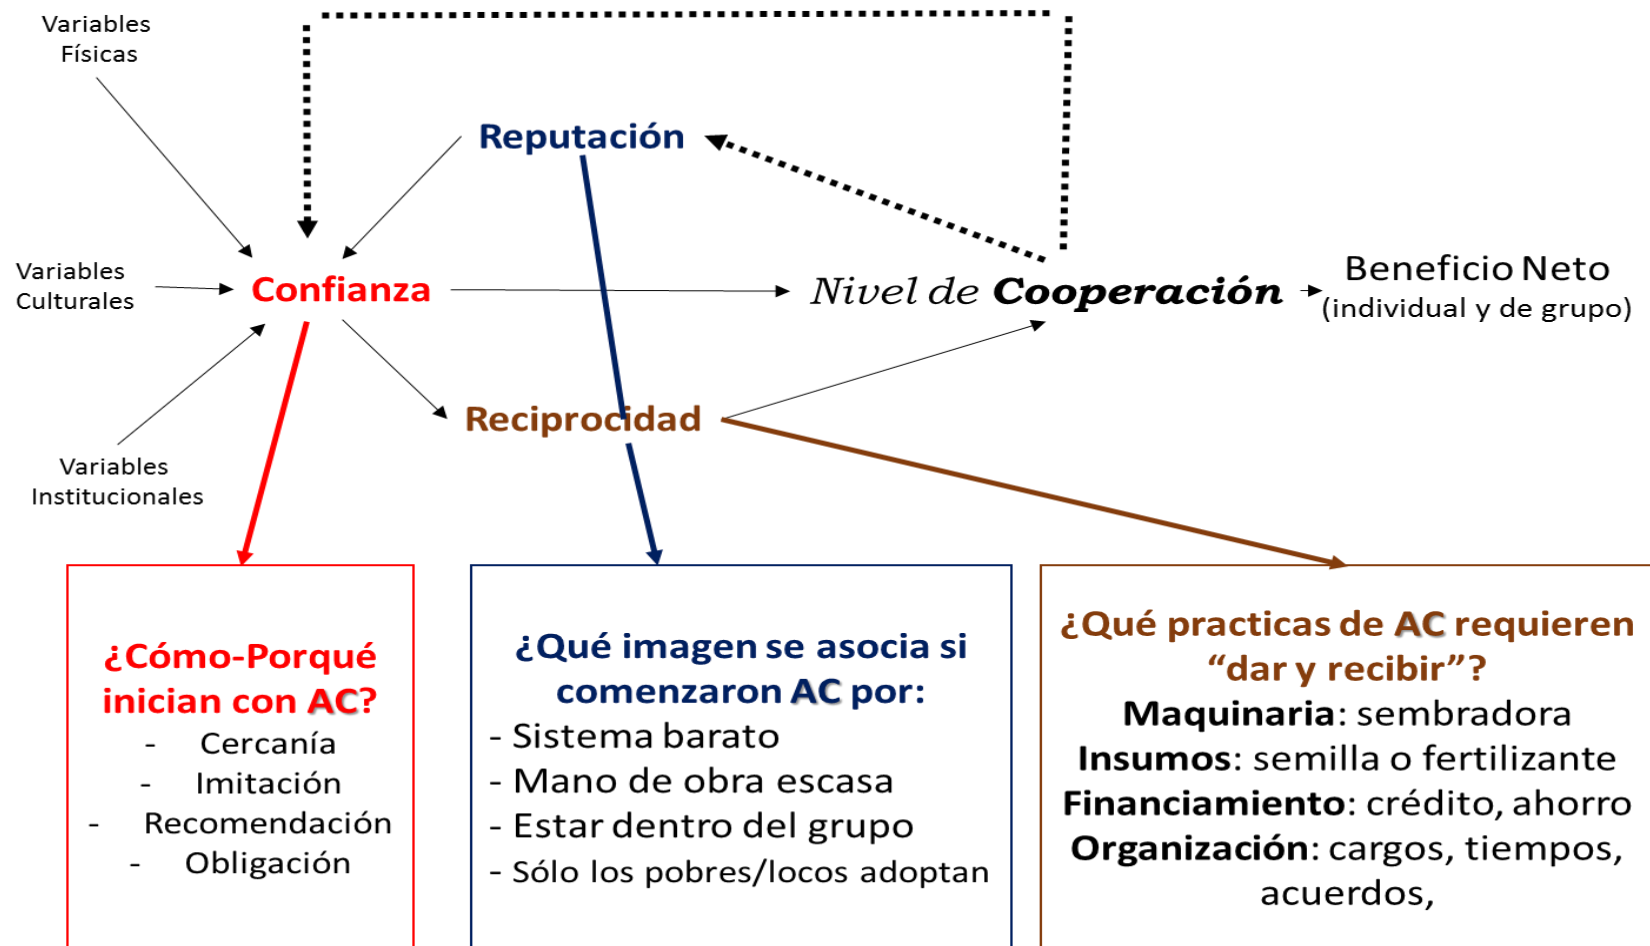 Variables
Físicas
Reputación
Variables
Culturales
Confianza
Nivel de Cooperación
Beneficio Neto
(individual y de grupo)
Reciprocidad
Variables
Institucionales
¿Cómo-Porqué
inician con AC?
- Cercanía
- Imitación
- Recomendación
- Obligación
¿Qué imagen se asocia si
comenzaron AC por:
- Sistema barato
- Mano de obra escasa
- Estar dentro del grupo
- Sólo los pobres/locos adoptan
¿Qué practicas de AC requieren
“dar y recibir”?
Maquinaria: sembradora
Insumos: semilla o fertilizante
Financiamiento: crédito, ahorro
Organización: cargos, tiempos,
acuerdos,